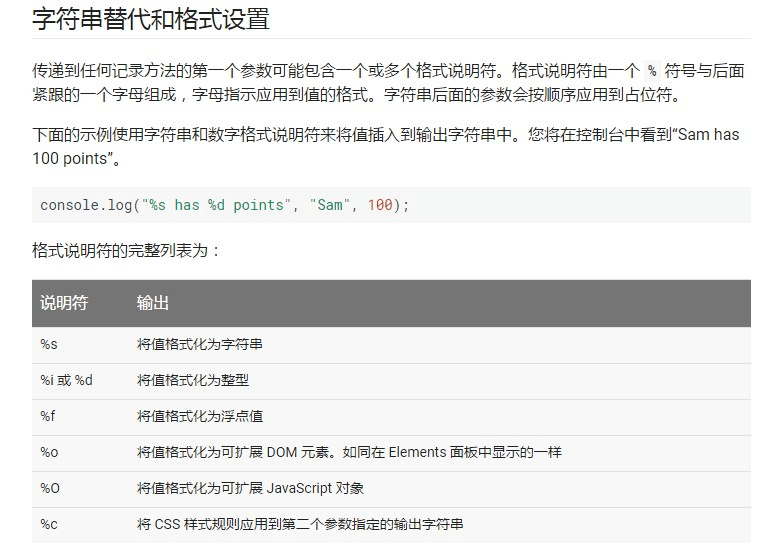 字符串替代和格式设置
传递到任何记录方法的第一个参数可能包含一个或多个格式说明符。格式说明符由一个 % 符号与后面
紧跟的一个字母组成，字母指示应用到值的格式。字符串后面的参数会按顺序应用到占位符。
下面的示例使用字符串和数字格式说明符来将值插入到输出字符串中。您将在控制台中看到“Sam has
100 points”。
console.log("%s has %d points", "Sam", 100);
格式说明符的完整列表为：
说明符 输出
%s 将值格式化为字符串
%i 或 %d 将值格式化为整型
%f 将值格式化为浮点值
%o 将值格式化为可扩展 DOM 元素。如同在 Elements 面板中显示的一样
%O 将值格式化为可扩展 JavaScript 对象
%c 将 CSS 样式规则应用到第二个参数指定的输出字符串